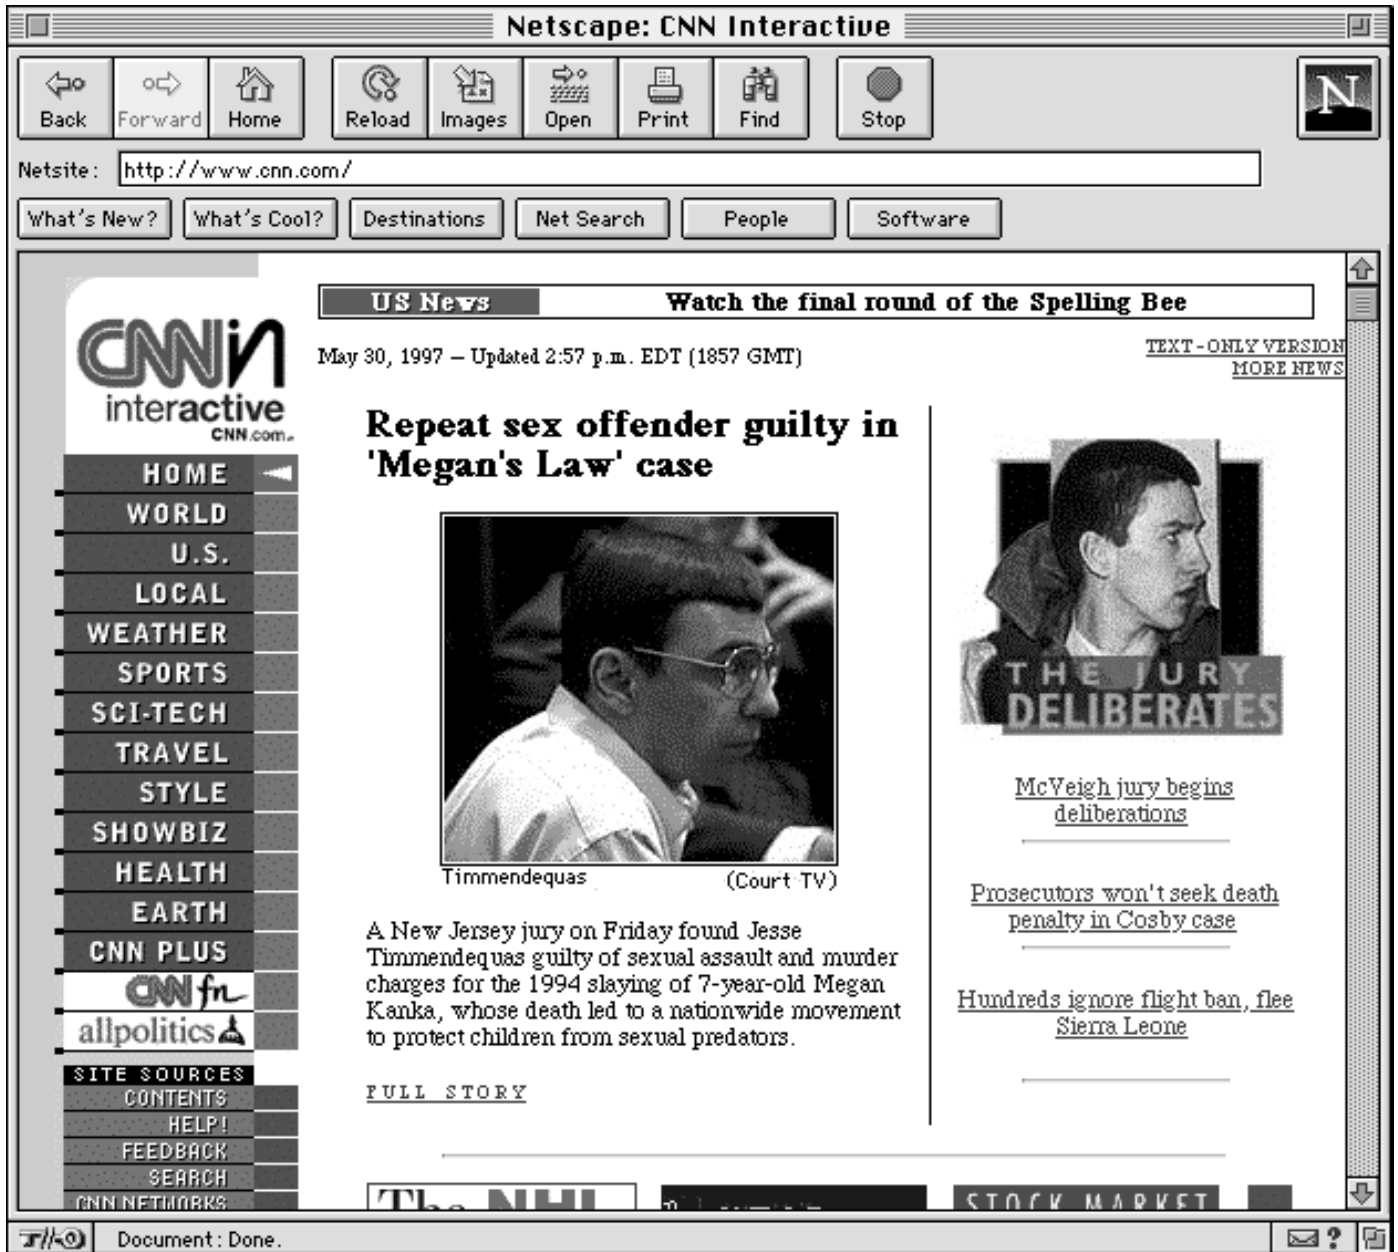 Netscape: CNN Interactive
Back Forward Home Reload Images Open Print Find Stop
N
Netsite: http://www.cnn.com/
What's New? What's Cool? Destinations Net Search People Software
US News Watch the final round of the Spelling Bee
May 30, 1997 – Updated 2:57 p.m. EDT (1857 GMT)
TEXT-ONLY VERSION
MORE NEWS
CNNin
interactive
CNN.com
HOME
WORLD
U.S.
LOCAL
WEATHER
SPORTS
SCI-TECH
TRAVEL
STYLE
SHOWBIZ
HEALTH
EARTH
CNN PLUS
CNN fn
allpolitics
SITE SOURCES
CONTENTS
HELP!
FEEDBACK
SEARCH
CNN NETWORKS
Repeat sex offender guilty in
'Megan's Law' case
Timmendequas (Court TV)
A New Jersey jury on Friday found Jesse
Timmendequas guilty of sexual assault and murder
charges for the 1994 slaying of 7-year-old Megan
Kanka, whose death led to a nationwide movement
to protect children from sexual predators.
FULL STORY
THE JURY
DELIBERATES
McVeigh jury begins
deliberations
Prosecutors won't seek death
penalty in Cosby case
Hundreds ignore flight ban, flee
Sierra Leone
The NHL
STOCK MARKET
Document: Done.
?